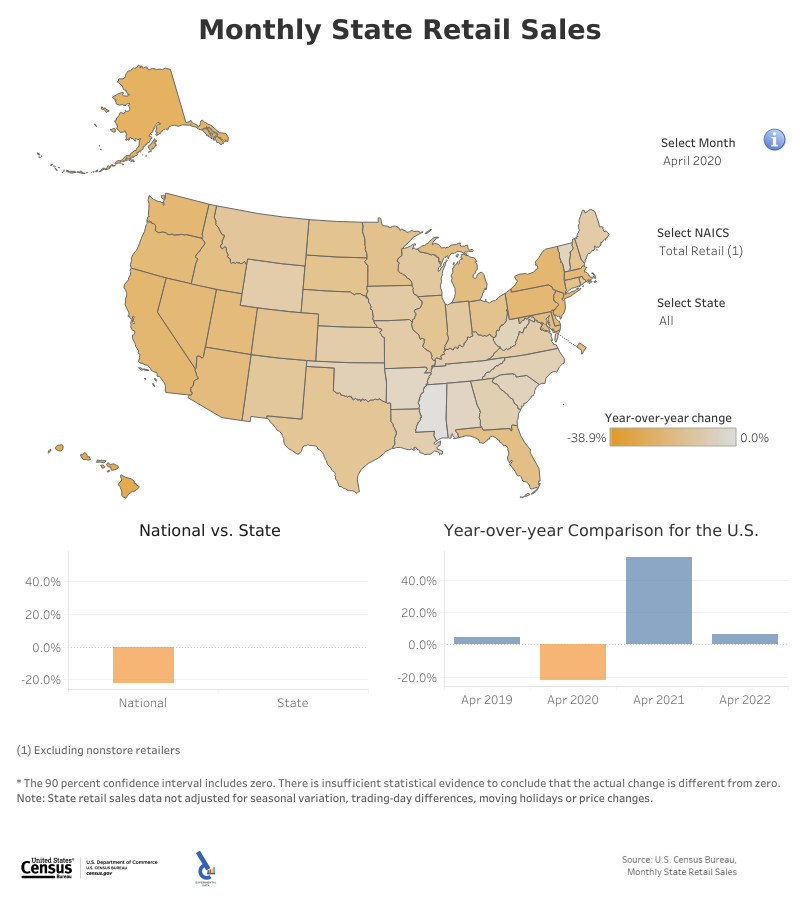 Monthly State Retail Sales
Select Month
April 2020
Select NAICS
Total Retail (1)
Select State
All
Year-over-year change
-38.9%
0.0%
National vs. State
40.0%
20.0%
0.0%
-20.0%
National
State
Year-over-year Comparison for the U.S.
40.0%
20.0%
0.0%
-20.0%
Apr 2019
Apr 2020
Apr 2021
Apr 2022
(1) Excluding nonstore retailers
* The 90 percent confidence interval includes zero. There is insufficient statistical evidence to conclude that the actual change is different from zero.
Note: State retail sales data not adjusted for seasonal variation, trading-day differences, moving holidays or price changes.
United States®
Census
Bureau
U.S. Department of Commerce
U.S. CENSUS BUREAU
census.gov
EXPERIMENTAL
DATA
Source: U.S. Census Bureau,
Monthly State Retail Sales